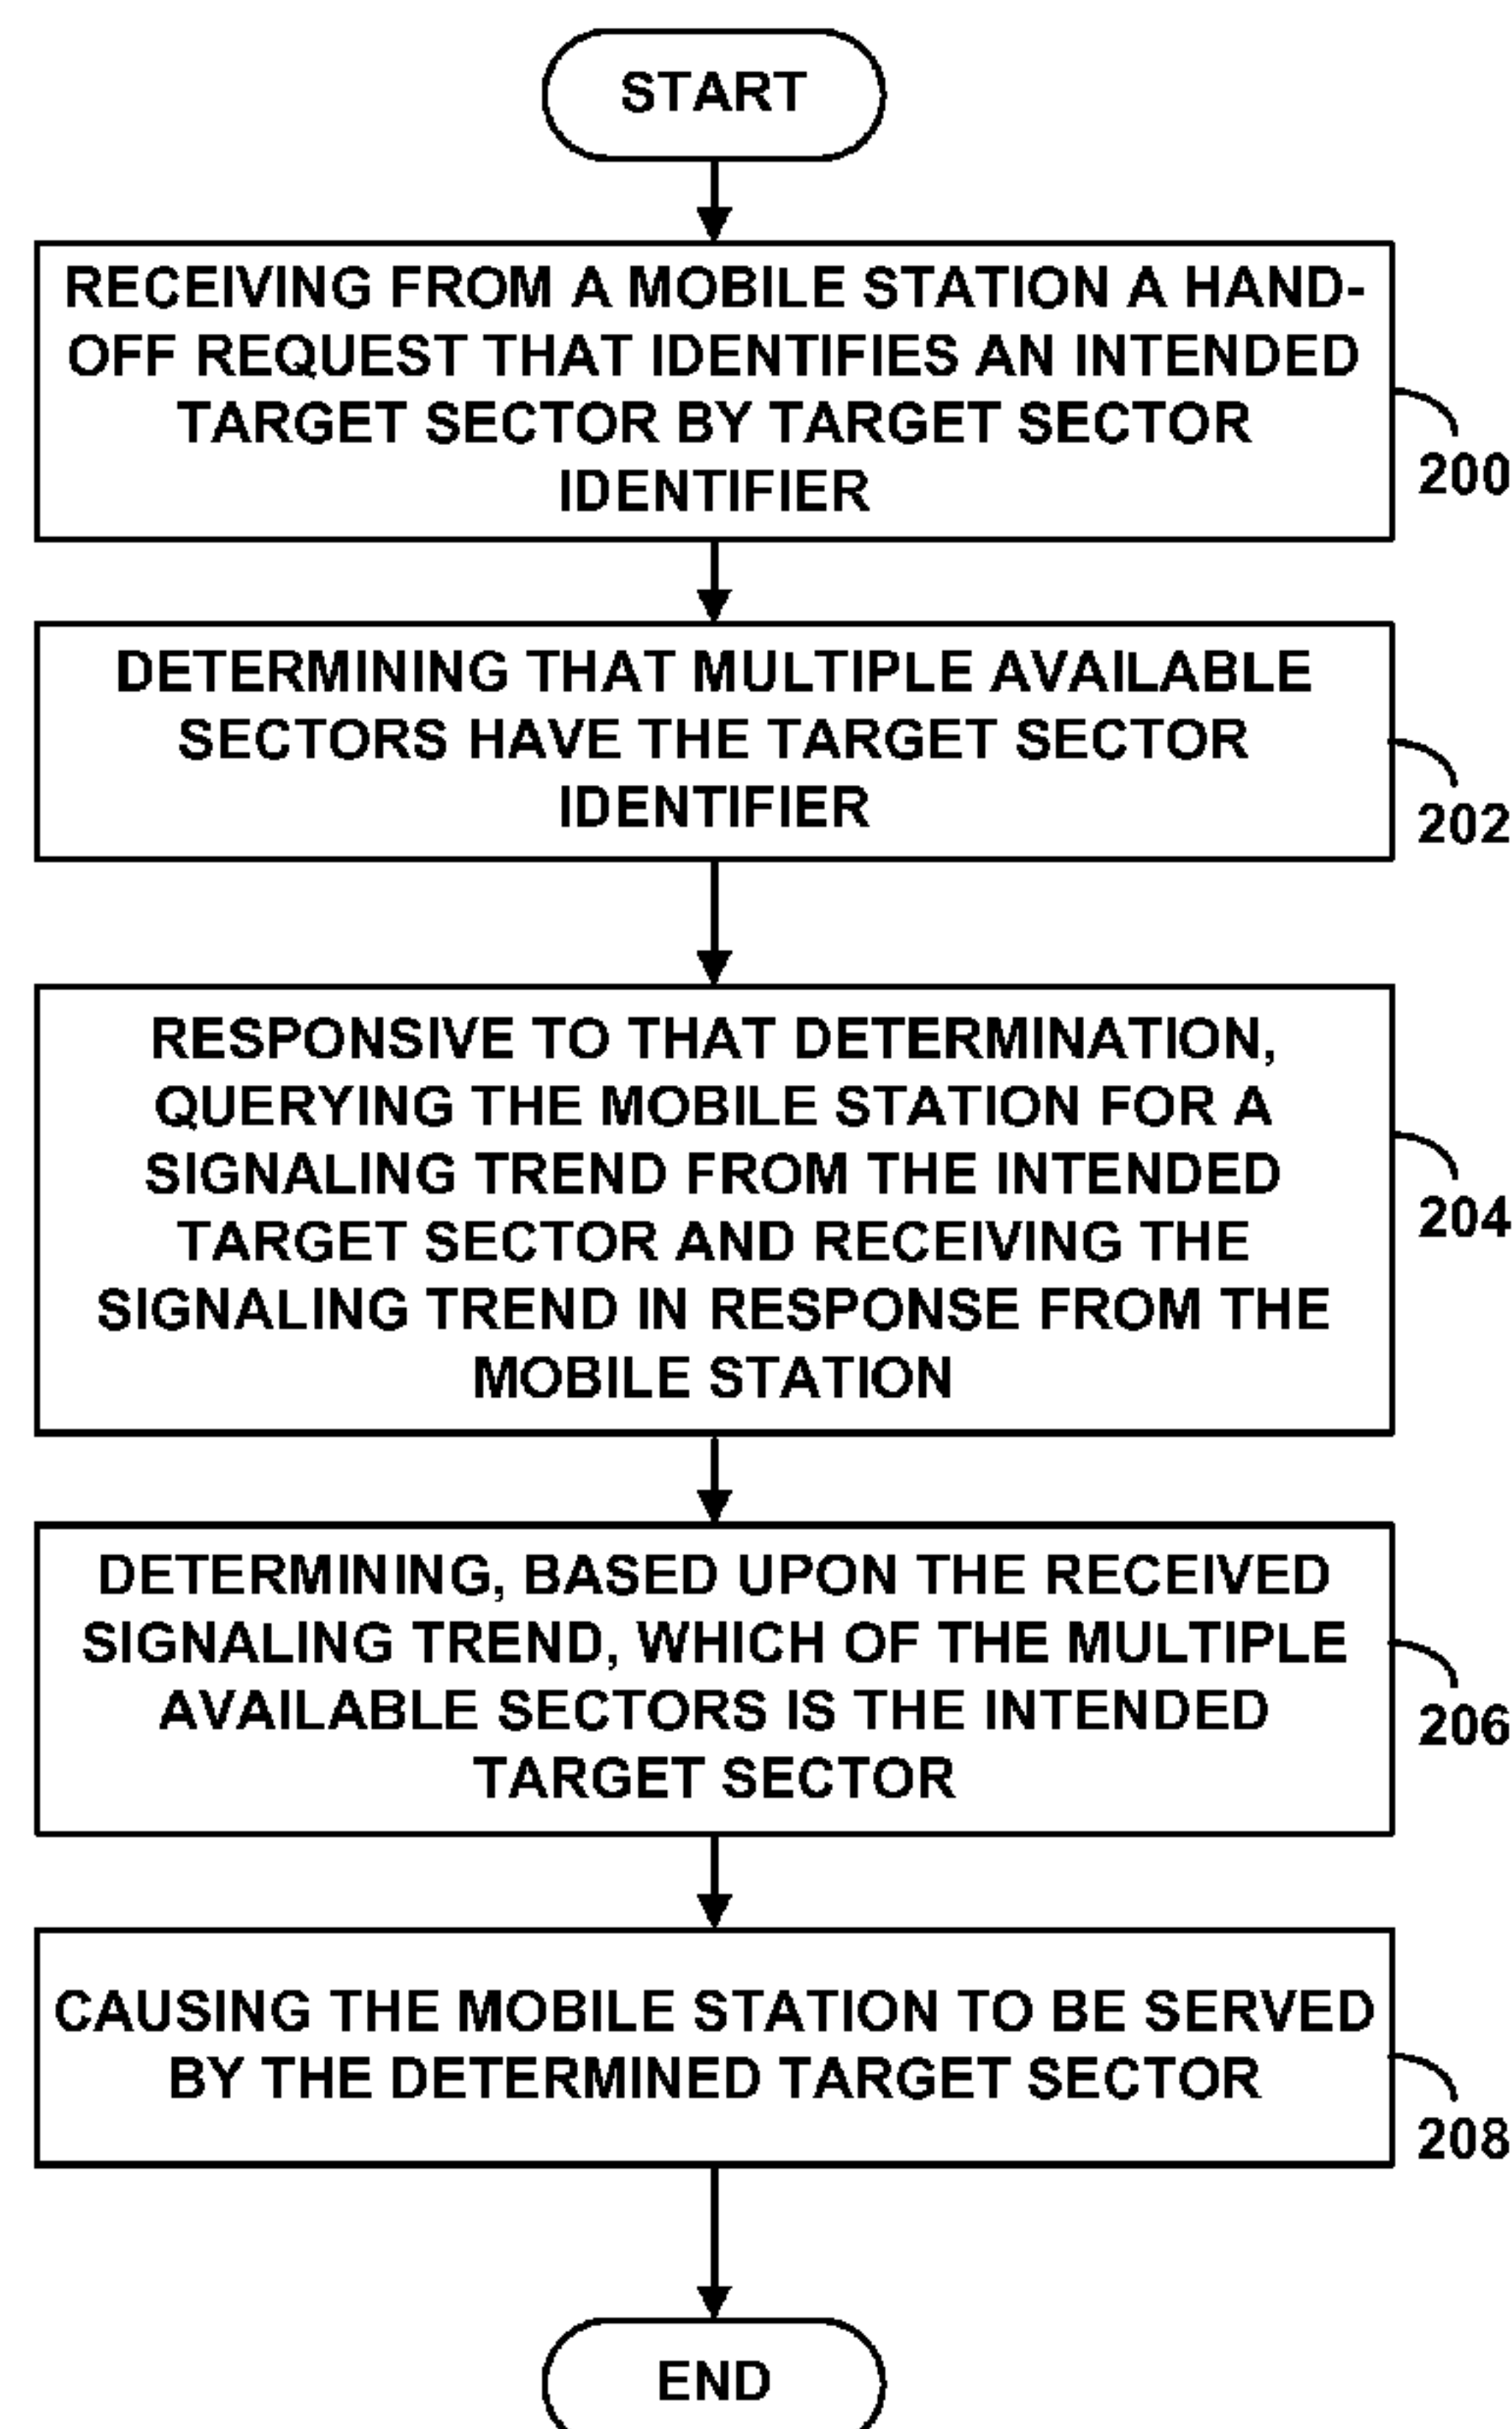 START
RECEIVING FROM A MOBILE STATION A HAND-
OFF REQUEST THAT IDENTIFIES AN INTENDED
TARGET SECTOR BY TARGET SECTOR
IDENTIFIER
200
DETERMINING THAT MULTIPLE AVAILABLE
SECTORS HAVE THE TARGET SECTOR
IDENTIFIER
202
RESPONSIVE TO THAT DETERMINATION,
QUERYING THE MOBILE STATION FOR A
SIGNALING TREND FROM THE INTENDED
TARGET SECTOR AND RECEIVING THE
SIGNALING TREND IN RESPONSE FROM THE
MOBILE STATION
204
DETERMINING, BASED UPON THE RECEIVED
SIGNALING TREND, WHICH OF THE MULTIPLE
AVAILABLE SECTORS IS THE INTENDED
TARGET SECTOR
206
CAUSING THE MOBILE STATION TO BE SERVED
BY THE DETERMINED TARGET SECTOR
208
END